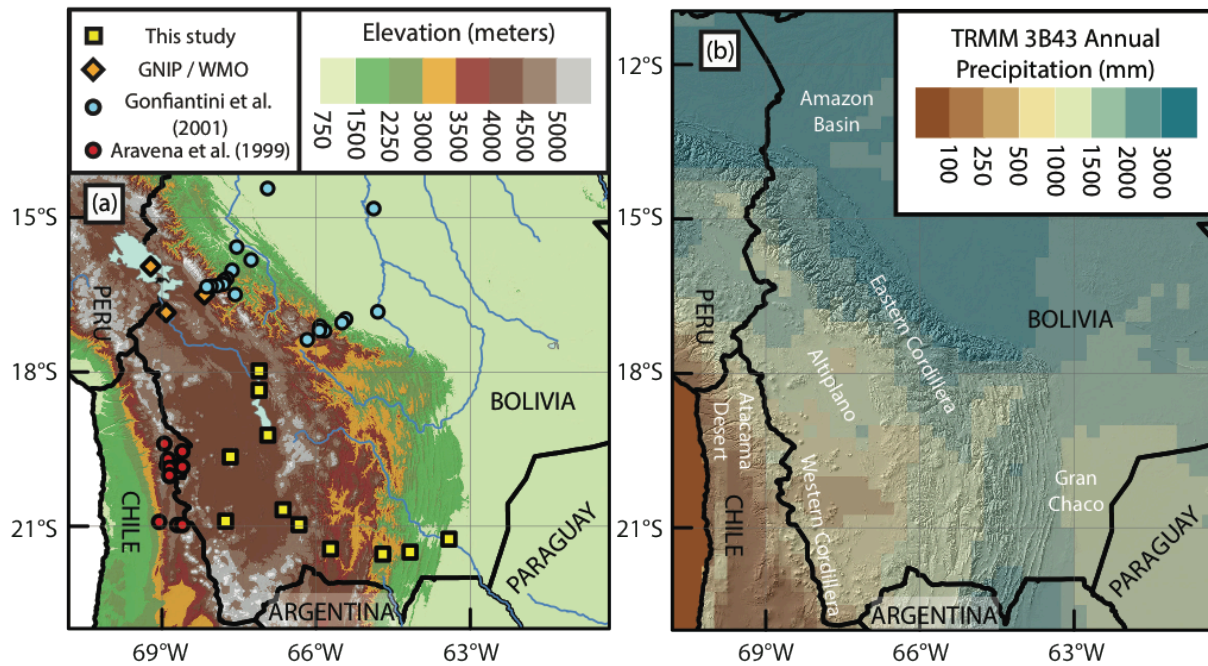 This study
GNIP / WMO
Gonfiantini et al.
(2001)
Aravena et al. (1999)
Elevation (meters)
750
1500
2250
3000
3500
4000
4500
5000
(a)
15°S
18°S
21°S
PERU
BOLIVIA
CHILE
PARAGUAY
ARGENTINA
69°W
66°W
63°W
(b)
TRMM 3B43 Annual
Precipitation (mm)
100
250
500
1000
1500
2000
3000
12°S
15°S
18°S
21°S
Amazon
Basin
PERU
Eastern Cordillera
BOLIVIA
Altiplano
Atacama
Desert
Western Cordillera
Gran
Chaco
CHILE
PARAGUAY
ARGENTINA
69°W
66°W
63°W